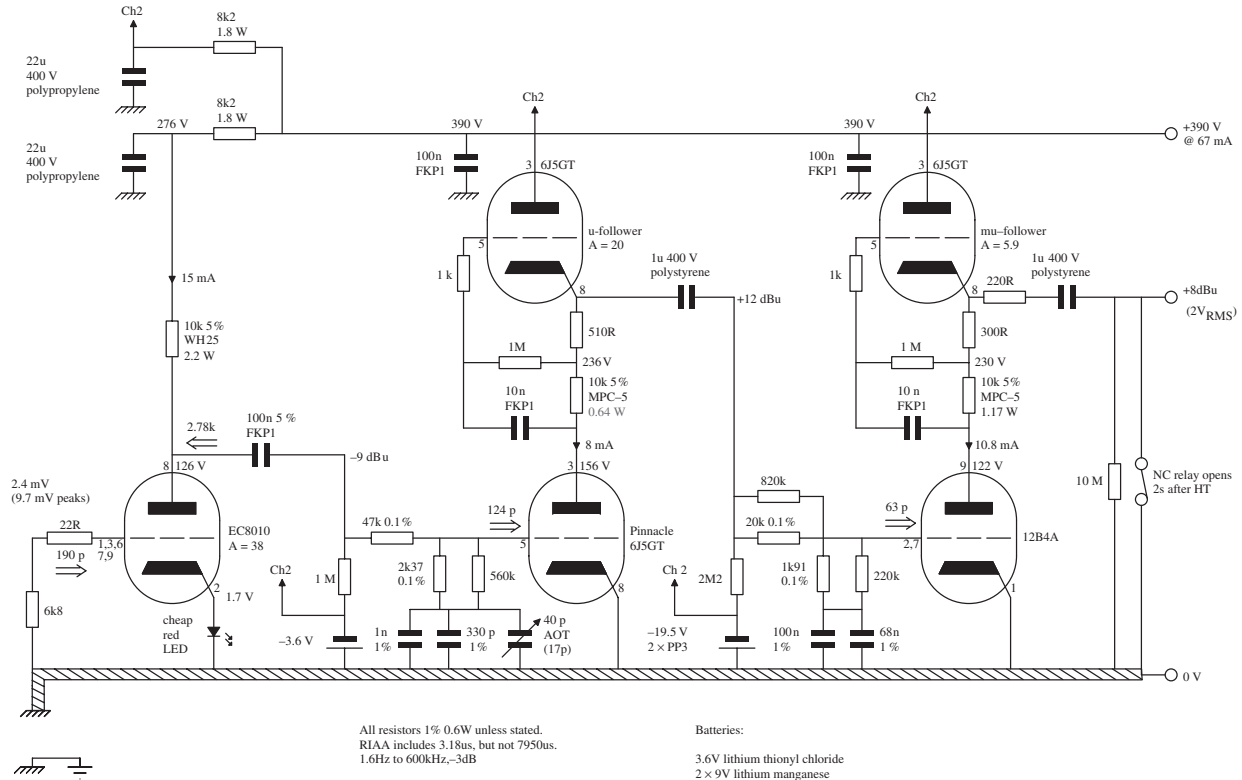 Ch2
8k2
1.8 W
22u
400 V
polypropylene
8k2
1.8 W
276 V
22u
400 V
polypropylene
390 V
100n
FKP1
Ch2
3
6J5GT
u-follower
A = 20
5
1 k
8
510R
1M
236V
10n
FKP1
10k 5%
MPC–5
0.64 W
8 mA
1u 400 V
polystyrene
+12 dBu
390 V
100n
FKP1
Ch2
3
6J5GT
mu–follower
A = 5.9
5
1k
8
220R
1u 400 V
polystyrene
300R
1 M
230 V
10 n
FKP1
10k 5%
MPC–5
1.17 W
10.8 mA
+390 V
@ 67 mA
+8dBu
(2VRMS)
15 mA
10k 5%
WH25
2.2 W
2.78k
100n 5 %
FKP1
–9 dBu
8
126 V
2.4 mV
(9.7 mV peaks)
22R
190 p
1,3,6
7,9
EC8010
A = 38
2
1.7 V
6k8
cheap
red
LED
Ch2
1 M
–3.6 V
47k 0.1%
124 p
3
156 V
5
Pinnacle
6J5GT
8
2k37
0.1%
560k
1n
1%
330 p
1%
40 p
AOT
(17p)
820k
20k 0.1%
63 p
9
122 V
2,7
12B4A
1
Ch 2
2M2
–19.5 V
2 × PP3
1k91
0.1%
220k
100n
1%
68n
1 %
10 M
NC relay opens
2s after HT
0 V
All resistors 1% 0.6W unless stated.
RIAA includes 3.18us, but not 7950us.
1.6Hz to 600kHz,–3dB
Batteries:
3.6V lithium thionyl chloride
2 × 9V lithium manganese